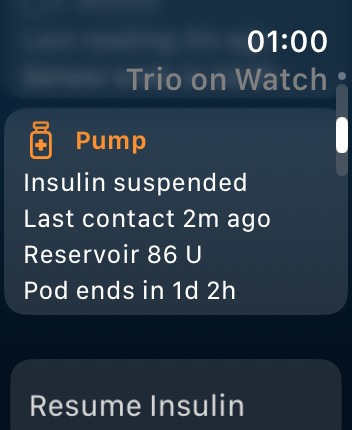 01:00
Trio on Watch
Pump
Insulin suspended
Last contact 2m ago
Reservoir 86 U
Pod ends in 1d 2h
Resume Insulin